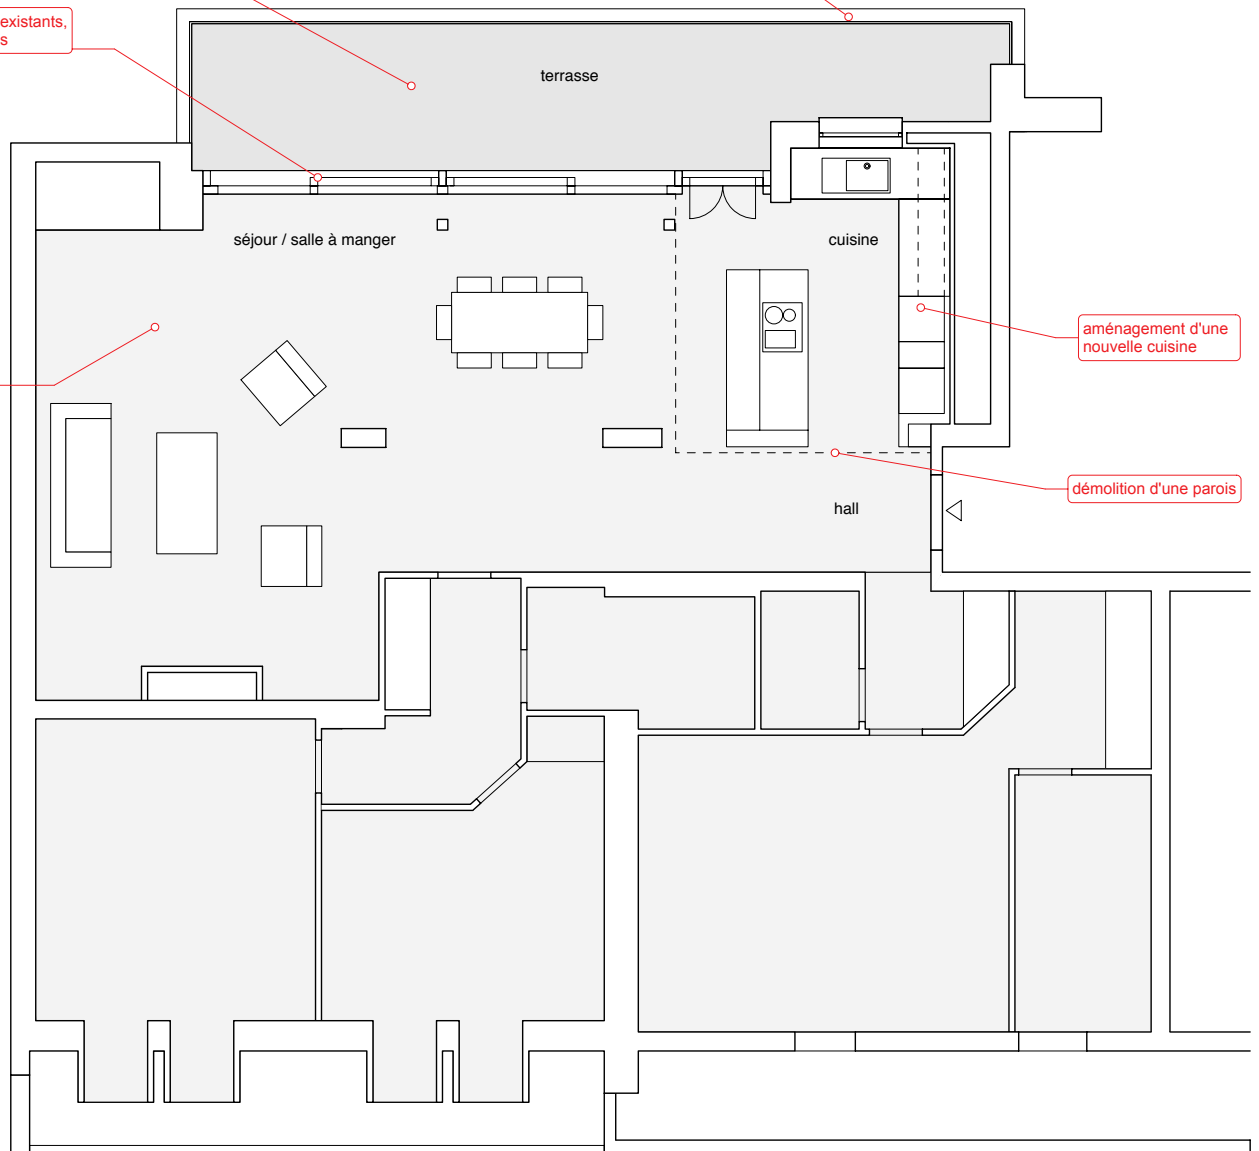 existants,
s
terrasse
séjour / salle à manger
cuisine
aménagement d'une
nouvelle cuisine
démolition d'une parois
hall